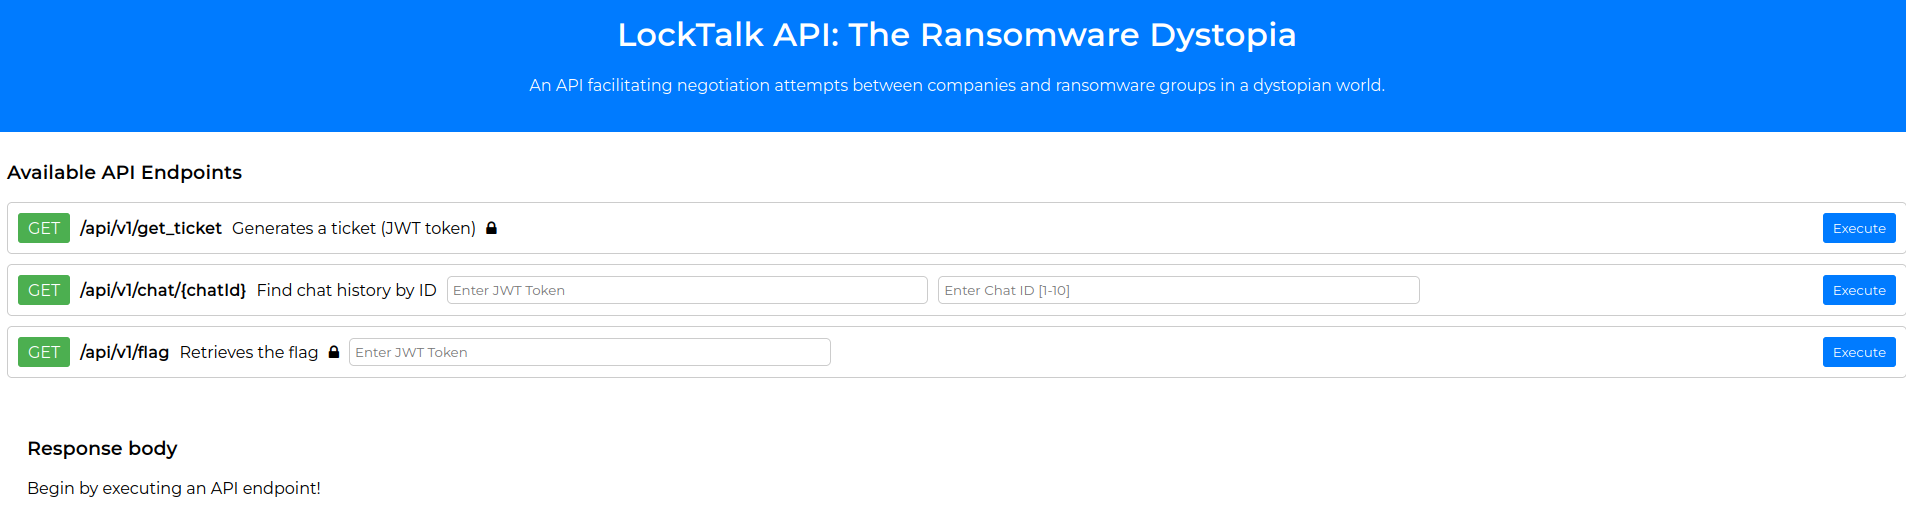 LockTalk API: The Ransomware Dystopia
An API facilitating negotiation attempts between companies and ransomware groups in a dystopian world.
Available API Endpoints
GET /api/v1/get_ticket Generates a ticket (JWT token) Execute
GET /api/v1/chat/{chatId} Find chat history by ID Enter JWT Token Enter Chat ID [1-10] Execute
GET /api/v1/flag Retrieves the flag Enter JWT Token Execute
Response body
Begin by executing an API endpoint!